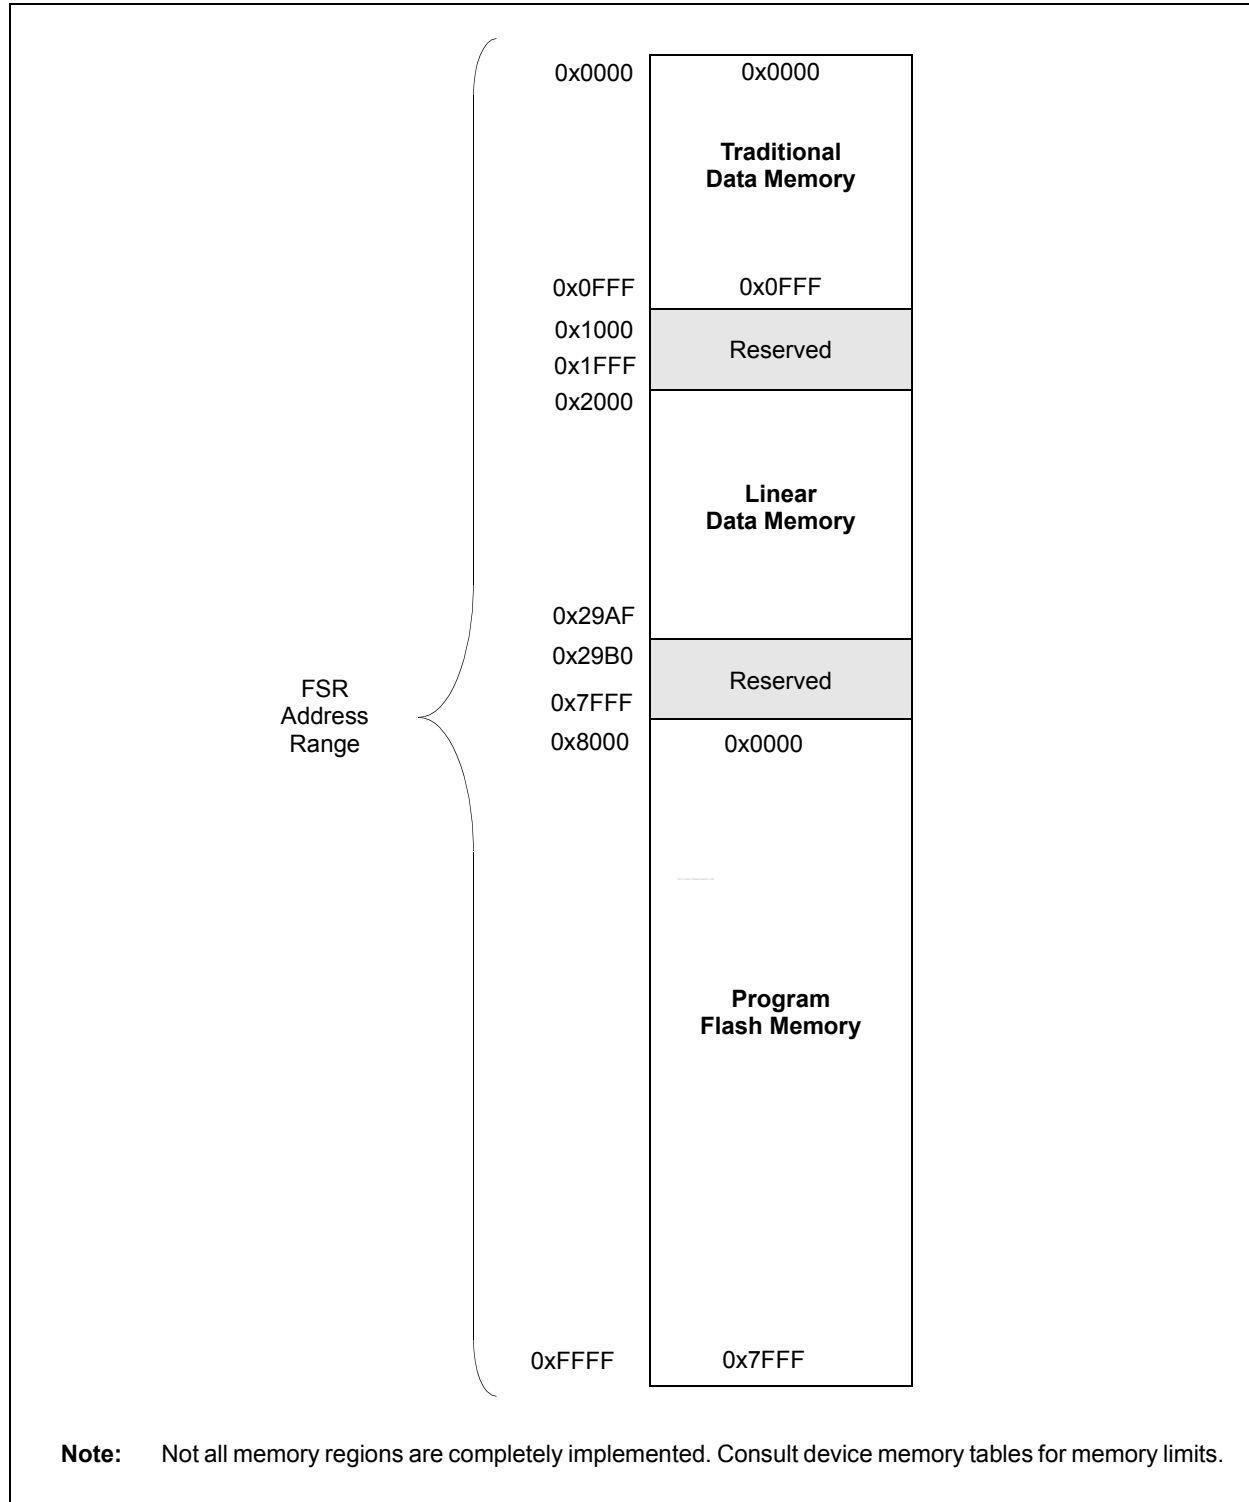 0x0000 0x0000
Traditional
Data Memory
0x0FFF 0x0FFF
0x1000
Reserved
0x1FFF
0x2000
Linear
Data Memory
0x29AF
0x29B0
Reserved
0x7FFF
FSR
Address
Range
0x8000 0x0000
Program
Flash Memory
0xFFFF 0x7FFF
Note: Not all memory regions are completely implemented. Consult device memory tables for memory limits.